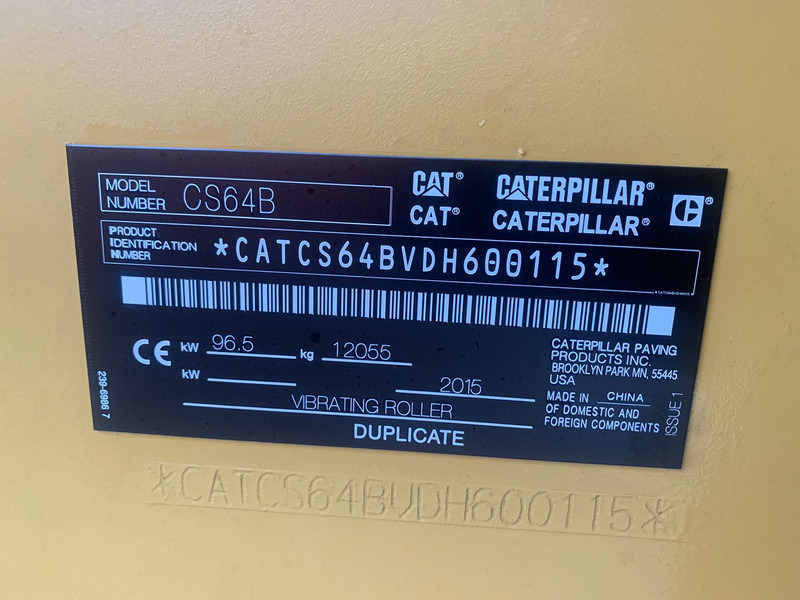 MODEL
NUMBER CS64B
CAT® CATERPILLAR®
CAT® CATERPILLAR®
PRODUCT
IDENTIFICATION
NUMBER
*CATCS64BVDH600115*
CE kW 96.5 kg 12055
kW
2015
VIBRATING ROLLER
DUPLICATE
CATERPILLAR PAVING
PRODUCTS INC.
BROOKLYN PARK MN, 55445
USA
MADE IN CHINA
OF DOMESTIC AND
FOREIGN COMPONENTS
ISSUE 1
239-6986 7
*CATCS64BVDH600115*